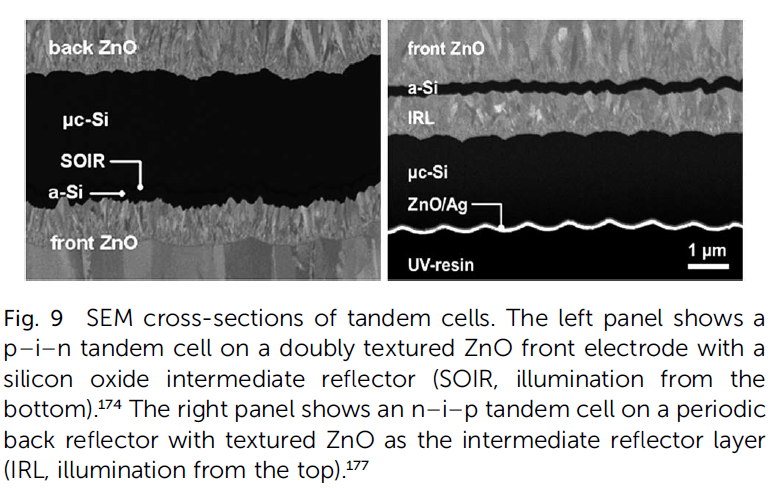 back ZnO
µc-Si
SOIR
a-Si
front ZnO
front ZnO
a-Si
IRL
µc-Si
ZnO/Ag
UV-resin
1 µm
Fig. 9 SEM cross-sections of tandem cells. The left panel shows a
p–i–n tandem cell on a doubly textured ZnO front electrode with a
silicon oxide intermediate reflector (SOIR, illumination from the
bottom).¹⁷⁴ The right panel shows an n–i–p tandem cell on a periodic
back reflector with textured ZnO as the intermediate reflector layer
(IRL, illumination from the top).¹⁷⁷